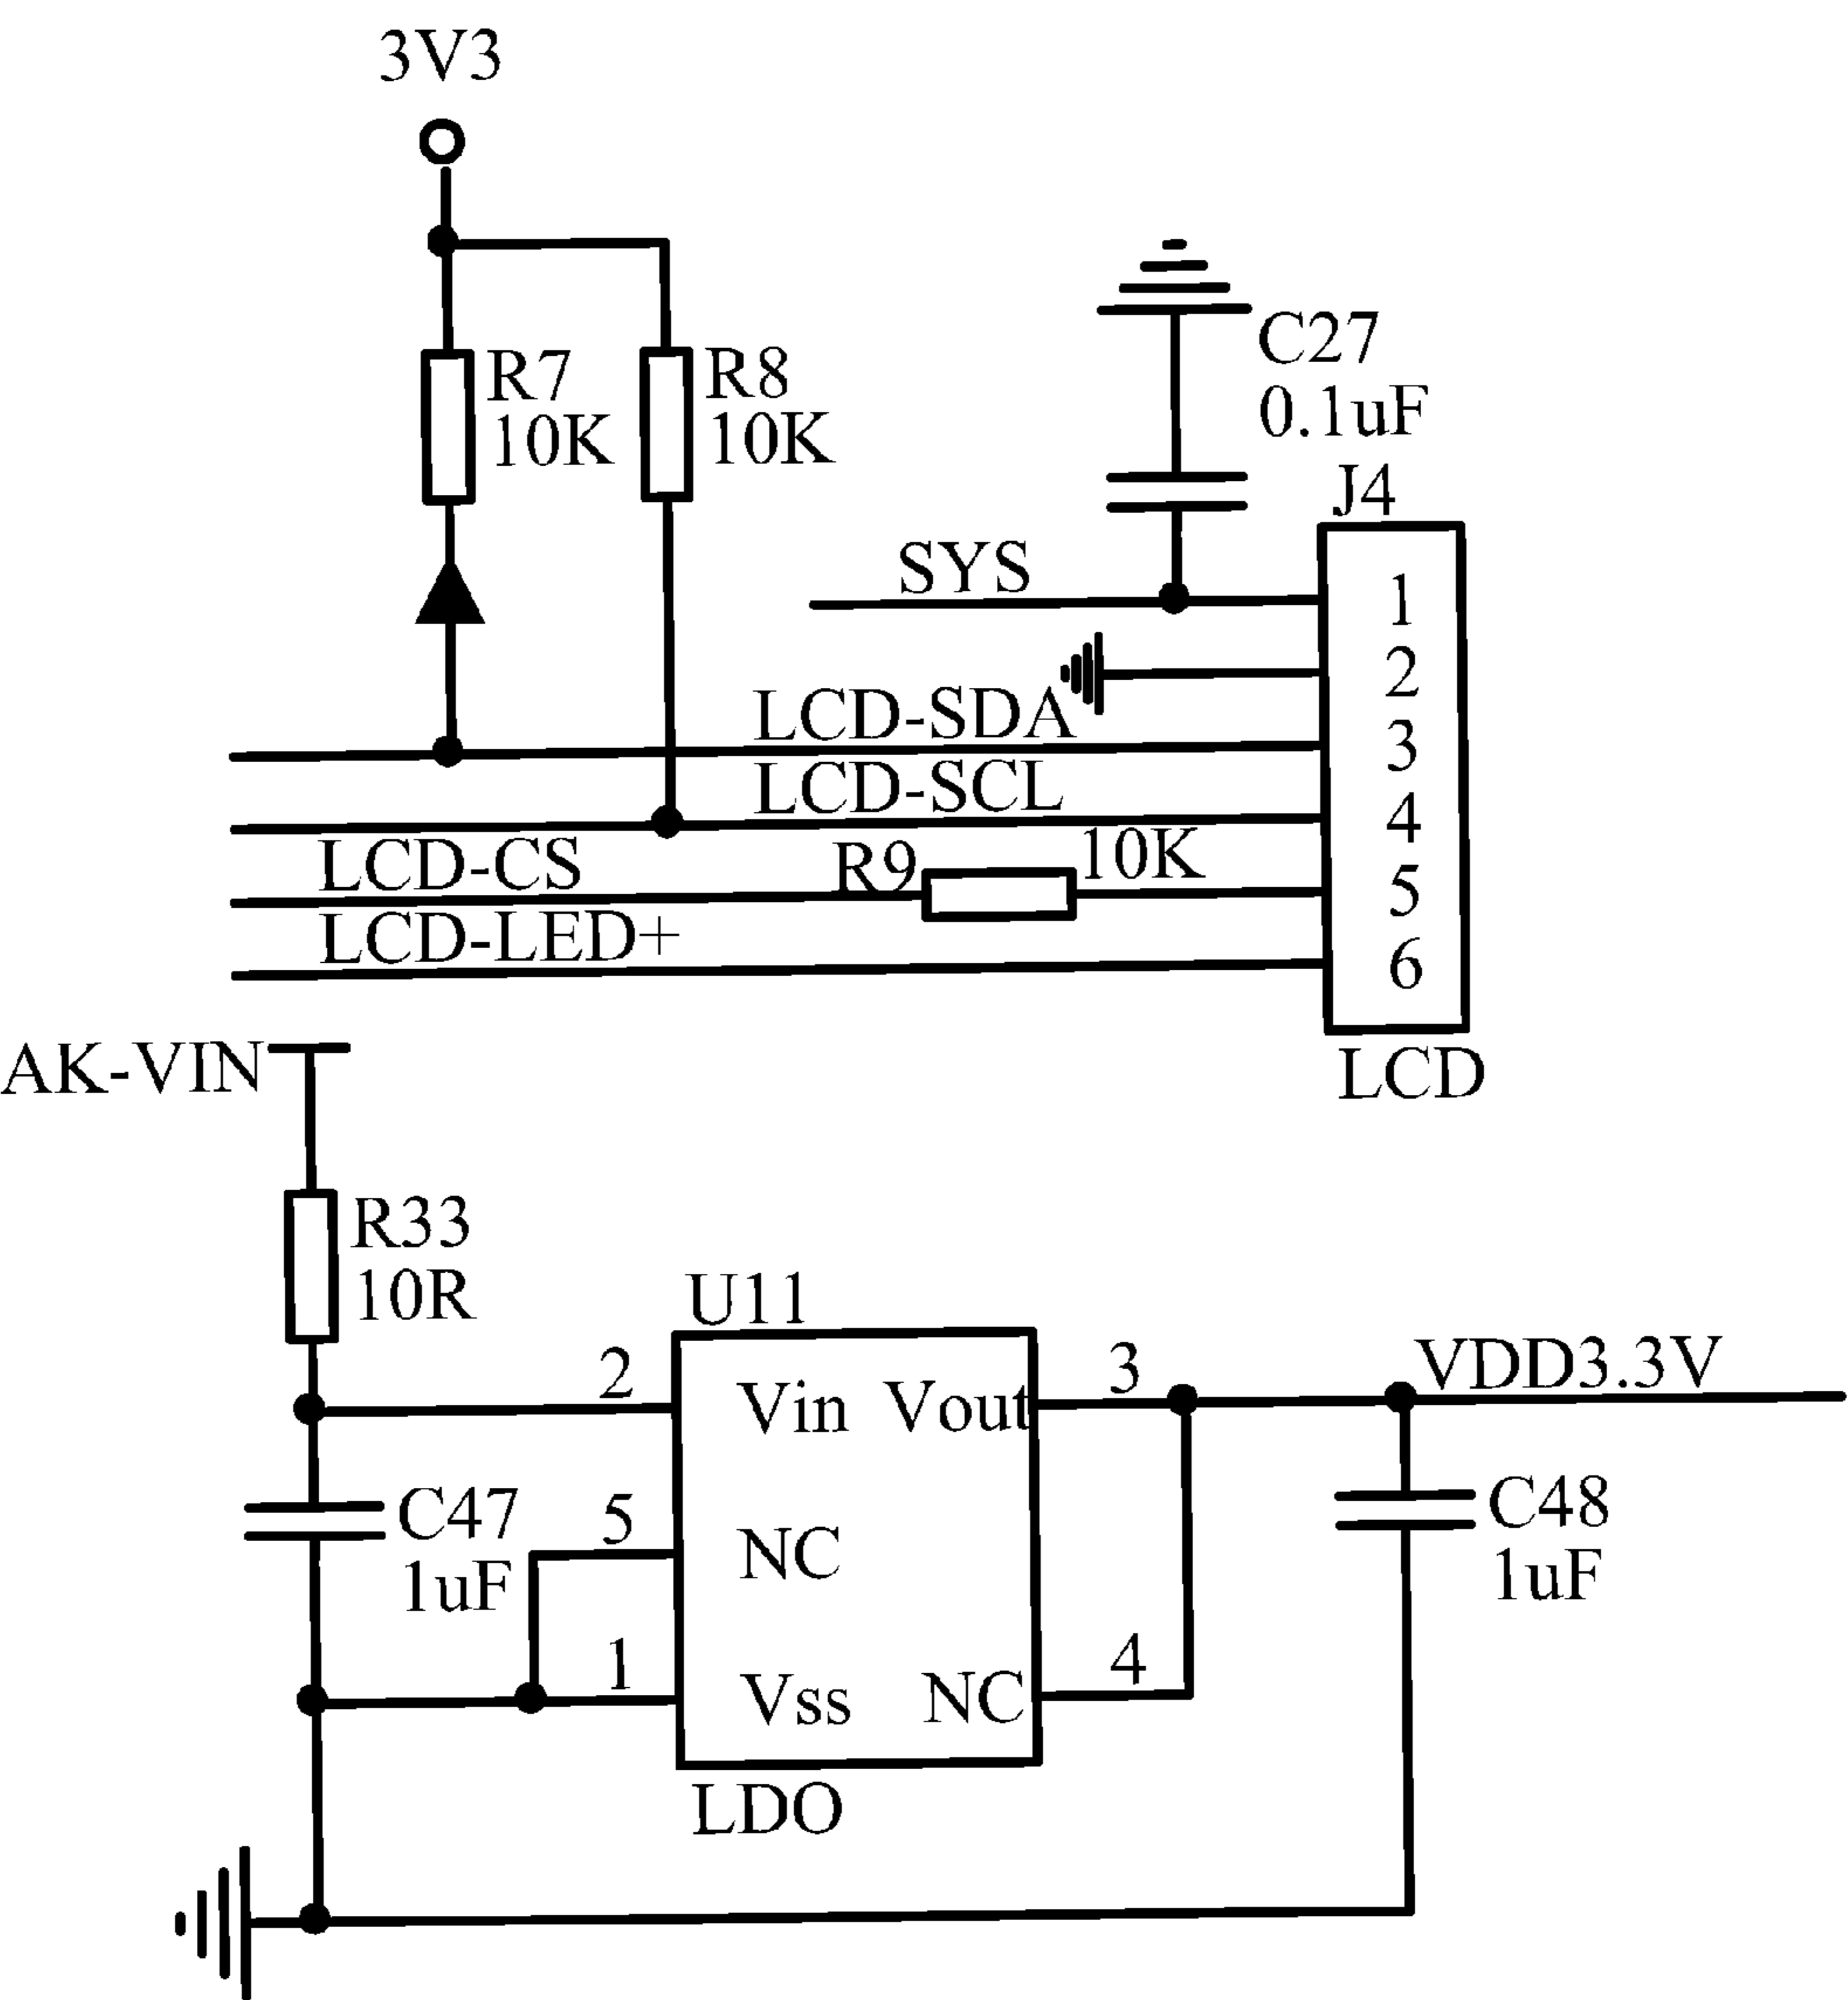 3V3
R7
10K
R8
10K
C27
0.1uF
J4
SYS
1
2
LCD-SDA
3
LCD-SCL
4
LCD-CS
R9
10K
5
LCD-LED+
6
LCD
AK-VIN
R33
10R
U11
2
Vin
Vout
3
VDD3.3V
C47
1uF
5
NC
C48
1uF
1
Vss
NC
4
LDO